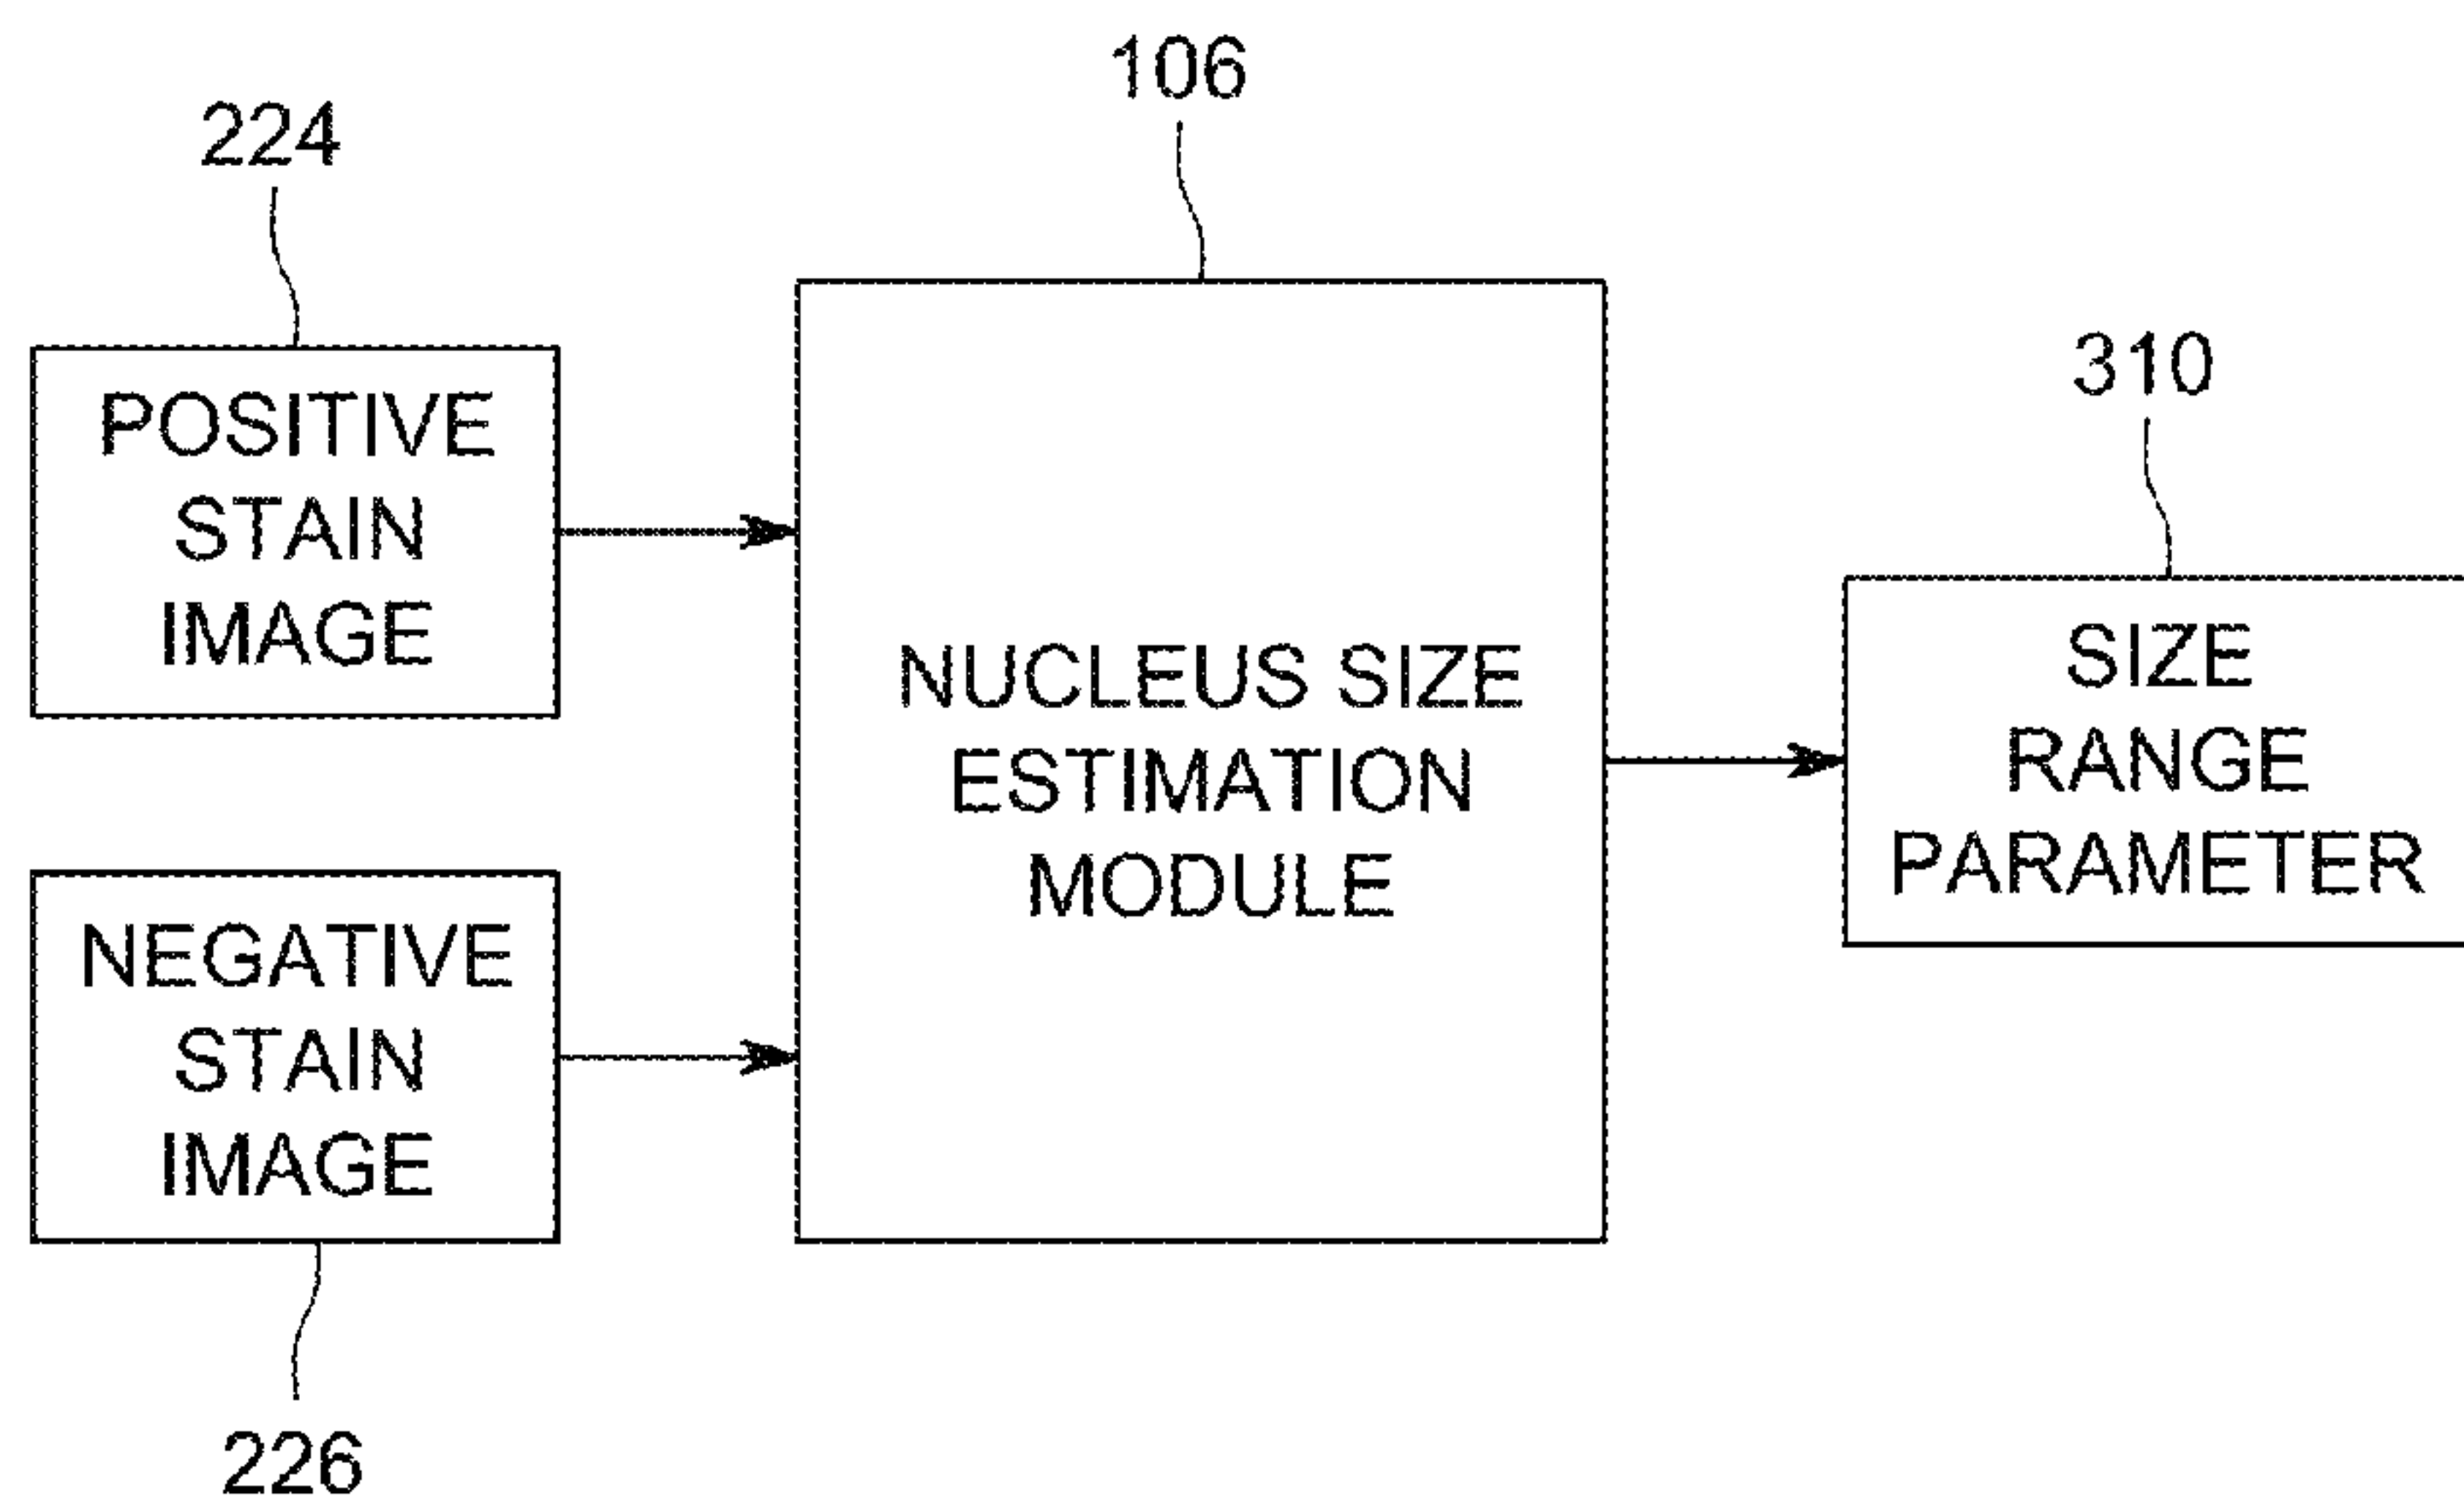 106
224
310
POSITIVE
STAIN
IMAGE
NUCLEUS SIZE
ESTIMATION
MODULE
SIZE
RANGE
PARAMETER
NEGATIVE
STAIN
IMAGE
226